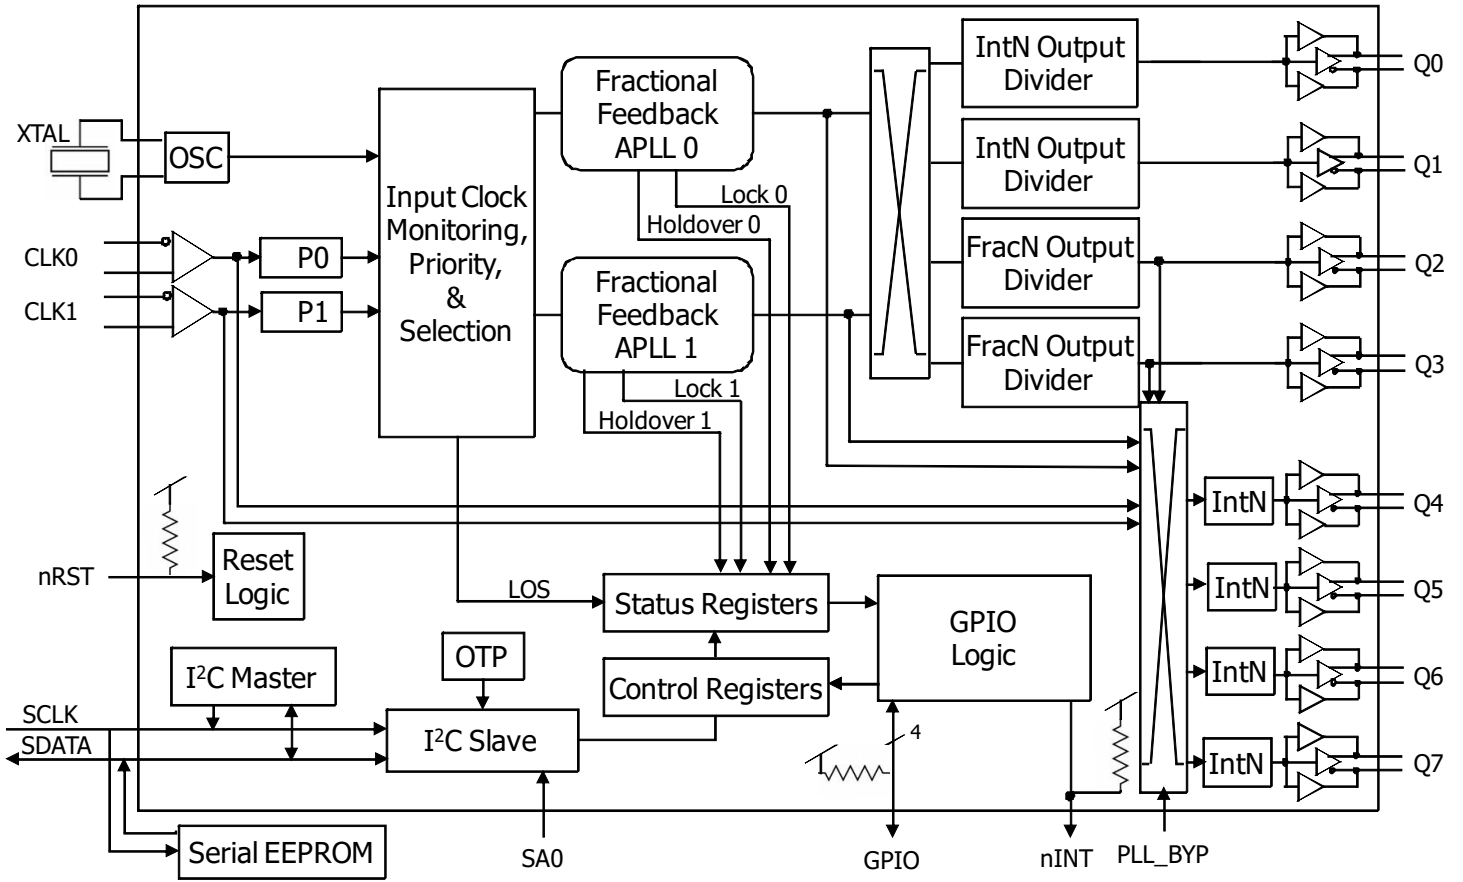 XTAL
OSC
CLK0
CLK1
P0
P1
Input Clock
Monitoring,
Priority,
&
Selection
Fractional
Feedback
APLL 0
Lock 0
Holdover 0
Fractional
Feedback
APLL 1
Lock 1
Holdover 1
IntN Output
Divider
IntN Output
Divider
FracN Output
Divider
FracN Output
Divider
Q0
Q1
Q2
Q3
IntN
Q4
IntN
Q5
IntN
Q6
IntN
Q7
nRST
Reset
Logic
LOS
Status Registers
GPIO
Logic
OTP
Control Registers
I²C Master
SCLK
SDATA
I²C Slave
4
Serial EEPROM
SA0
GPIO
nINT
PLL_BYP